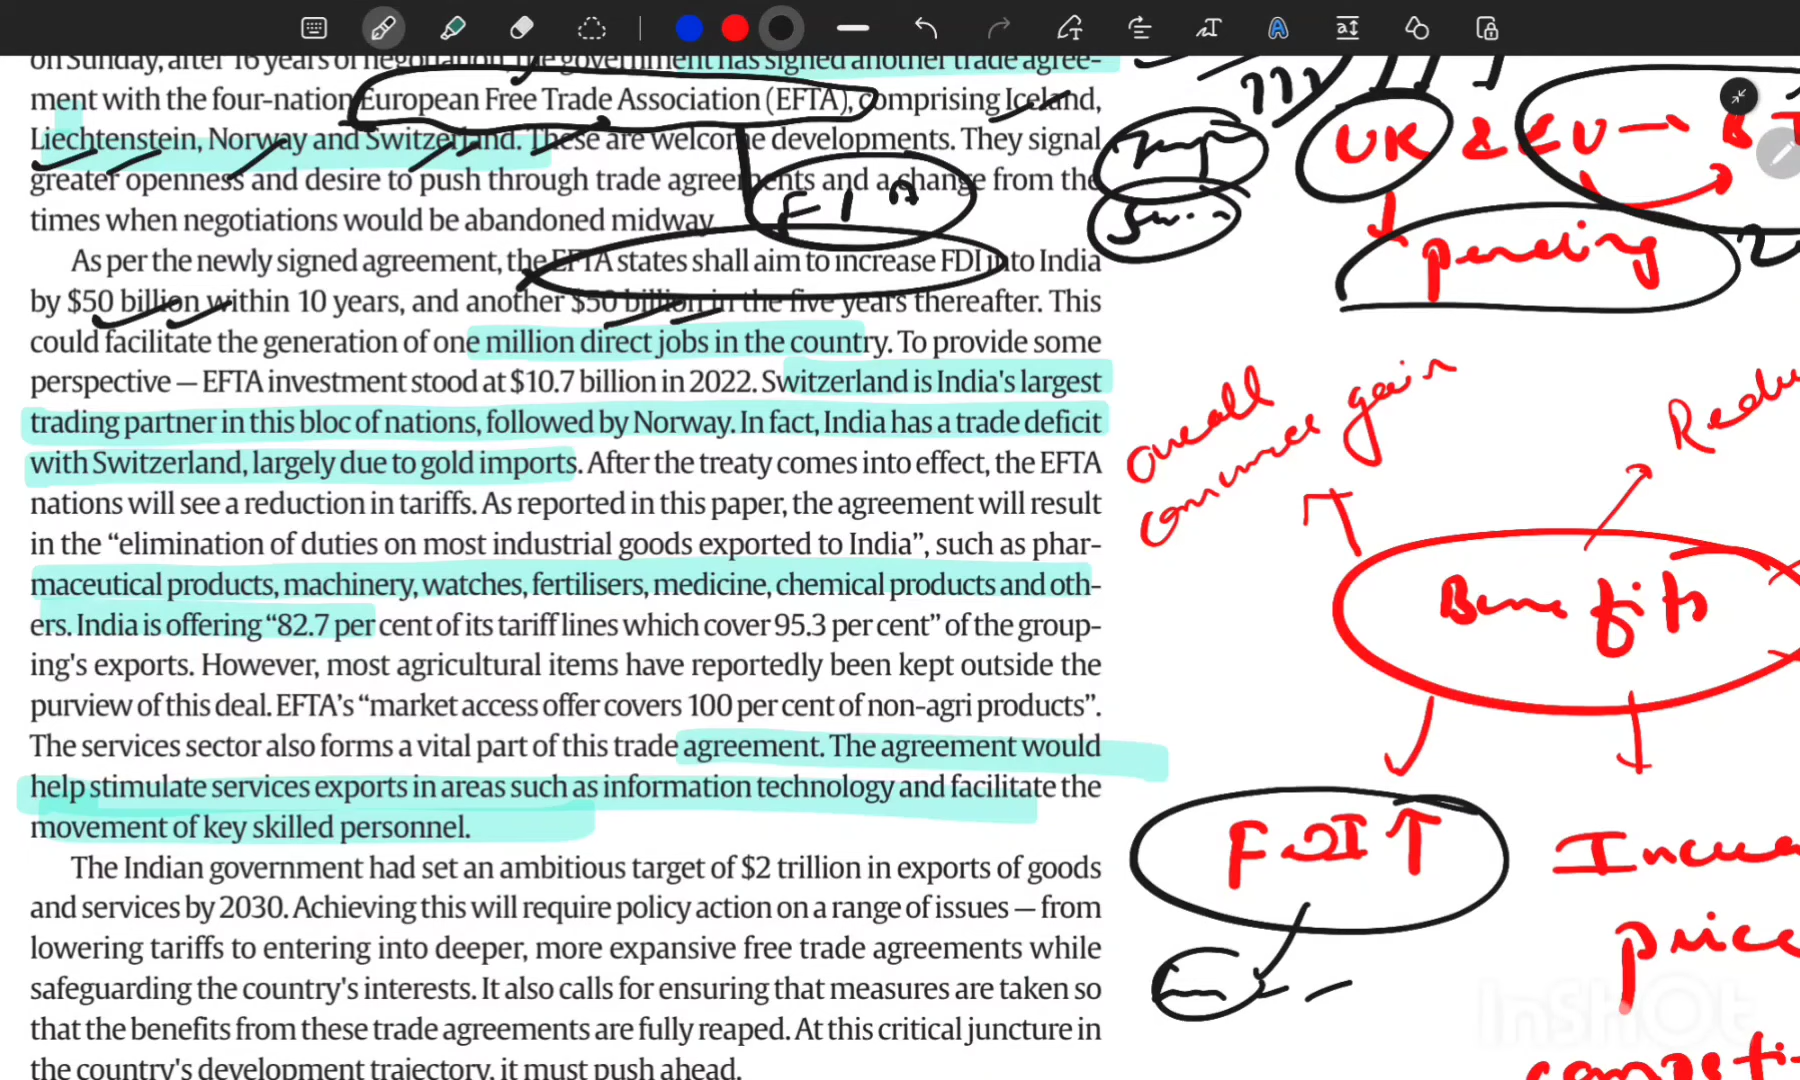 on Sunday, after 16 years of negotiation. The government has signed another trade agree-
ment with the four-nation European Free Trade Association (EFTA), comprising Iceland,
Liechtenstein, Norway and Switzerland. These are welcome developments. They signal
greater openness and desire to push through trade agreements and a change from the
times when negotiations would be abandoned midway.
As per the newly signed agreement, the EFTA states shall aim to increase FDI into India
by $50 billion within 10 years, and another $50 billion in the five years thereafter. This
could facilitate the generation of one million direct jobs in the country. To provide some
perspective — EFTA investment stood at $10.7 billion in 2022. Switzerland is India's largest
trading partner in this bloc of nations, followed by Norway. In fact, India has a trade deficit
with Switzerland, largely due to gold imports. After the treaty comes into effect, the EFTA
nations will see a reduction in tariffs. As reported in this paper, the agreement will result
in the “elimination of duties on most industrial goods exported to India”, such as phar-
maceutical products, machinery, watches, fertilisers, medicine, chemical products and oth-
ers. India is offering “82.7 per cent of its tariff lines which cover 95.3 per cent” of the group-
ing's exports. However, most agricultural items have reportedly been kept outside the
purview of this deal. EFTA’s “market access offer covers 100 per cent of non-agri products”.
The services sector also forms a vital part of this trade agreement. The agreement would
help stimulate services exports in areas such as information technology and facilitate the
movement of key skilled personnel.
The Indian government had set an ambitious target of $2 trillion in exports of goods
and services by 2030. Achieving this will require policy action on a range of issues — from
lowering tariffs to entering into deeper, more expansive free trade agreements while
safeguarding the country's interests. It also calls for ensuring that measures are taken so
that the benefits from these trade agreements are fully reaped. At this critical juncture in
the country's development trajectory, it must push ahead.
UK & EU
pending
overall
gain
Redu
Benefits
FDI ↑
Increa
price
competi
InShOt